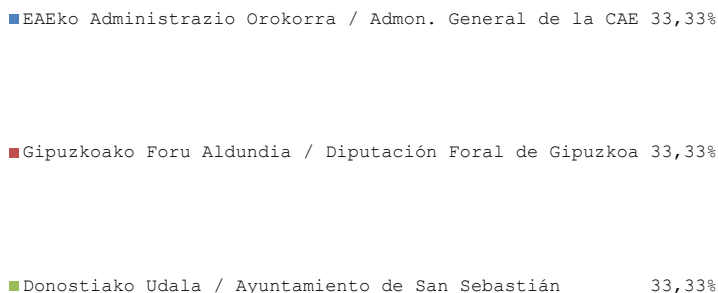 EAEko Administrazio Orokorra / Admon. General de la CAE 33,33%
Gipuzkoako Foru Aldundia / Diputación Foral de Gipuzkoa 33,33%
Donostiako Udala / Ayuntamiento de San Sebastián 33,33%